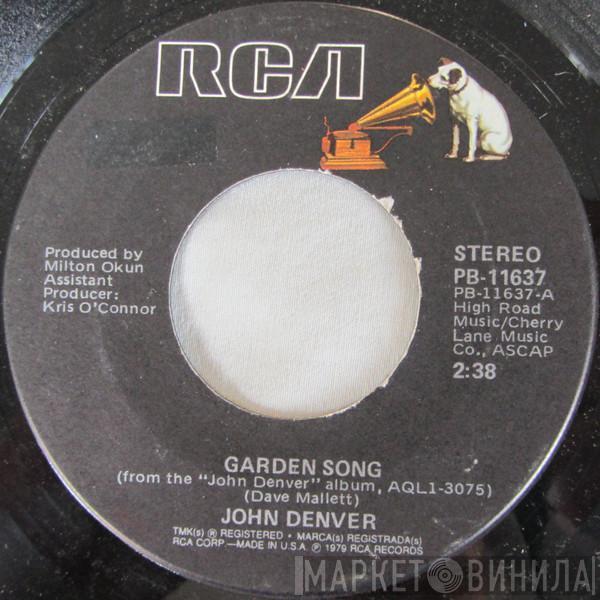 RCA
Produced by
Milton Okun
Assistant
Producer:
Kris O'Connor
STEREO
PB-11637
PB-11637-A
High Road
Music/Cherry
Lane Music
Co., ASCAP
2:38
GARDEN SONG
(from the "John Denver" album, AQL1-3075)
(Dave Mallett)
JOHN DENVER
TMK(s) ® REGISTERED • MARCA(s) REGISTRADA(s)
RCA CORP.—MADE IN U.S.A. ℗ 1979 RCA RECORDS
МАРКЕТ ВИНИЛА